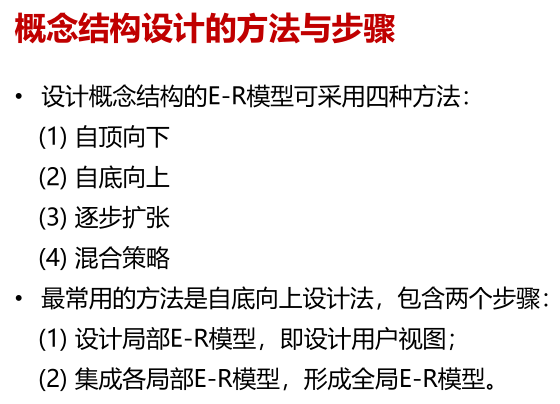 概念结构设计的方法与步骤
• 设计概念结构的E-R模型可采用四种方法：
(1) 自顶向下
(2) 自底向上
(3) 逐步扩张
(4) 混合策略
• 最常用的方法是自底向上设计法，包含两个步骤：
(1) 设计局部E-R模型，即设计用户视图；
(2) 集成各局部E-R模型，形成全局E-R模型。